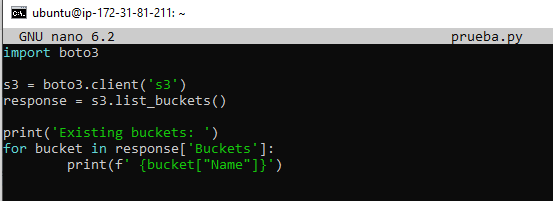 ubuntu@ip-172-31-81-211: ~
GNU nano 6.2 prueba.py
import boto3

s3 = boto3.client('s3')
response = s3.list_buckets()

print('Existing buckets: ')
for bucket in response['Buckets']:
        print(f' {bucket["Name"]}')